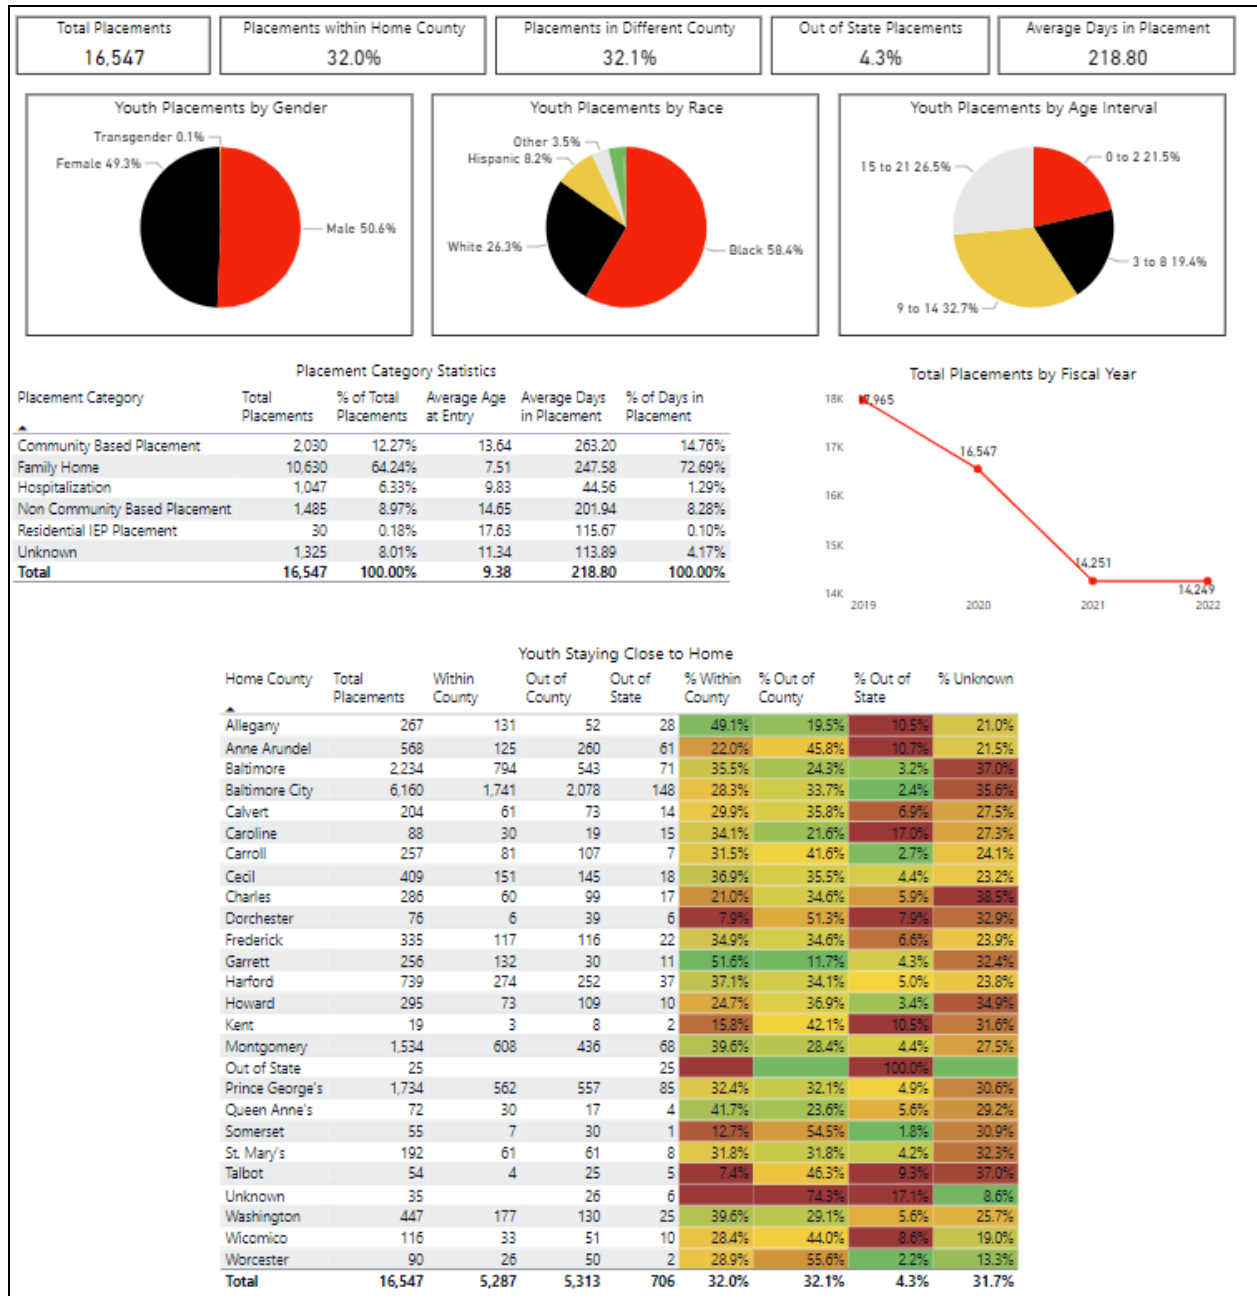 Total Placements
16,547
Placements within Home County
32.0%
Placements in Different County
32.1%
Out of State Placements
4.3%
Average Days in Placement
218.80
Youth Placements by Gender
Transgender 0.1%
Female 49.3%
Male 50.6%
Youth Placements by Race
Other 3.5%
Hispanic 8.2%
White 26.3%
Black 58.4%
Youth Placements by Age Interval
15 to 21 26.5%
0 to 2 21.5%
3 to 8 19.4%
9 to 14 32.7%
Placement Category Statistics
Placement Category Total Placements % of Total Placements Average Age at Entry Average Days in Placement % of Days in Placement
Community Based Placement 2,030 12.27% 13.64 263.20 14.76%
Family Home 10,630 64.24% 7.51 247.58 72.69%
Hospitalization 1,047 6.33% 9.83 44.56 1.29%
Non Community Based Placement 1,485 8.97% 14.65 201.94 8.28%
Residential IEP Placement 30 0.18% 17.63 115.67 0.10%
Unknown 1,325 8.01% 11.34 113.89 4.17%
Total 16,547 100.00% 9.38 218.80 100.00%
Total Placements by Fiscal Year
18K
17K
16K
15K
14K
17,965
16,547
14,251
14,249
2019 2020 2021 2022
Youth Staying Close to Home
Home County Total Placements Within County Out of County Out of State % Within County % Out of County % Out of State % Unknown
Allegany 267 131 52 28 49.1% 19.5% 10.5% 21.0%
Anne Arundel 568 125 260 61 22.0% 45.8% 10.7% 21.5%
Baltimore 2,234 794 543 71 35.5% 24.3% 3.2% 37.0%
Baltimore City 6,160 1,741 2,078 148 28.3% 33.7% 2.4% 35.6%
Calvert 204 61 73 14 29.9% 35.8% 6.9% 27.5%
Caroline 88 30 19 15 34.1% 21.6% 17.0% 27.3%
Carroll 257 81 107 7 31.5% 41.6% 2.7% 24.1%
Cecil 409 151 145 18 36.9% 35.5% 4.4% 23.2%
Charles 286 60 99 17 21.0% 34.6% 5.9% 38.5%
Dorchester 76 6 39 6 7.9% 51.3% 7.9% 32.9%
Frederick 335 117 116 22 34.9% 34.6% 6.6% 23.9%
Garrett 256 132 30 11 51.6% 11.7% 4.3% 32.4%
Harford 739 274 252 37 37.1% 34.1% 5.0% 23.8%
Howard 295 73 109 10 24.7% 36.9% 3.4% 34.9%
Kent 19 3 8 2 15.8% 42.1% 10.5% 31.6%
Montgomery 1,534 608 436 68 39.6% 28.4% 4.4% 27.5%
Out of State 25 25 100.0%
Prince George's 1,734 562 557 85 32.4% 32.1% 4.9% 30.6%
Queen Anne's 72 30 17 4 41.7% 23.6% 5.6% 29.2%
Somerset 55 7 30 1 12.7% 54.5% 1.8% 30.9%
St. Mary's 192 61 61 8 31.8% 31.8% 4.2% 32.3%
Talbot 54 4 25 5 7.4% 46.3% 9.3% 37.0%
Unknown 35 26 6 74.3% 17.1% 8.6%
Washington 447 177 130 25 39.6% 29.1% 5.6% 25.7%
Wicomico 116 33 51 10 28.4% 44.0% 8.6% 19.0%
Worcester 90 26 50 2 28.9% 55.6% 2.2% 13.3%
Total 16,547 5,287 5,313 706 32.0% 32.1% 4.3% 31.7%